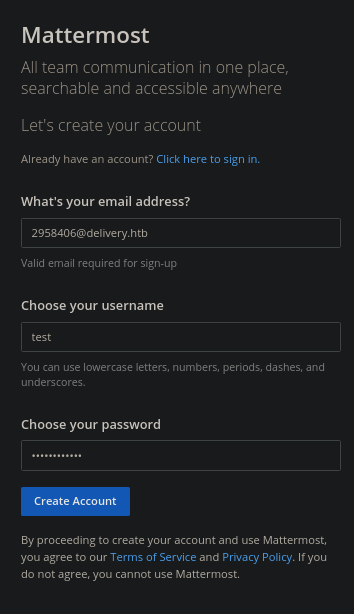 Mattermost
All team communication in one place,
searchable and accessible anywhere
Let's create your account
Already have an account? Click here to sign in.
What's your email address?
2958406@delivery.htb
Valid email required for sign-up
Choose your username
test
You can use lowercase letters, numbers, periods, dashes, and
underscores.
Choose your password
••••••••••••
Create Account
By proceeding to create your account and use Mattermost,
you agree to our Terms of Service and Privacy Policy. If you
do not agree, you cannot use Mattermost.